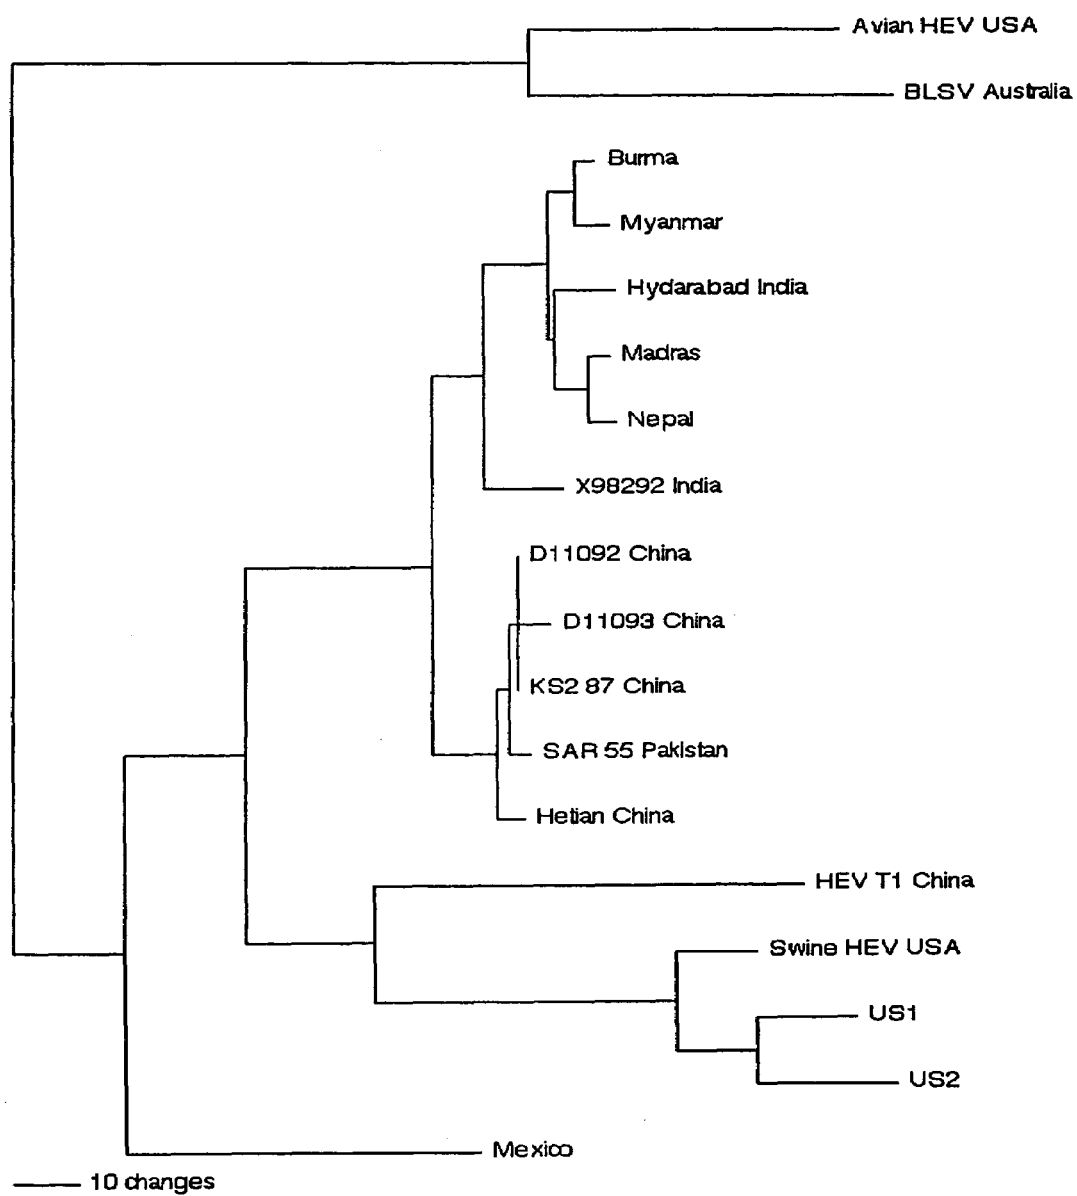 Avian HEV USA
BLSV Australia
Burma
Myanmar
Hydarabad India
Madras
Nepal
X98292 India
D11092 China
D11093 China
KS2 87 China
SAR 55 Pakistan
Hetian China
HEV T1 China
Swine HEV USA
US1
US2
Mexico
10 changes